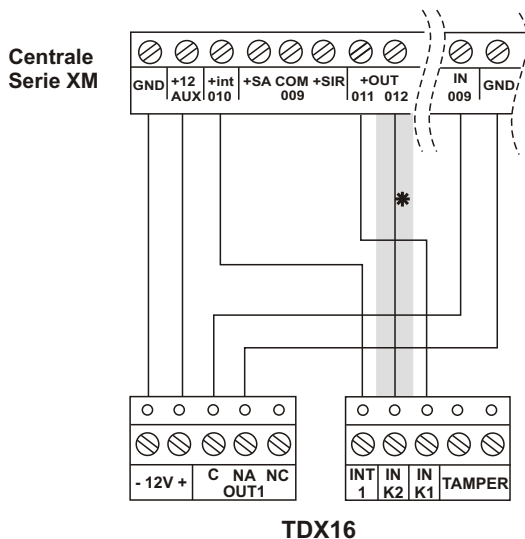 Centrale
Serie XM
GND
+12
AUX
+int
010
+SA COM +SIR
009
+OUT
011 012
IN
009
GND
*
- 12V +
C NA NC
OUT1
INT
1
IN
K2
IN
K1
TAMPER
TDX16